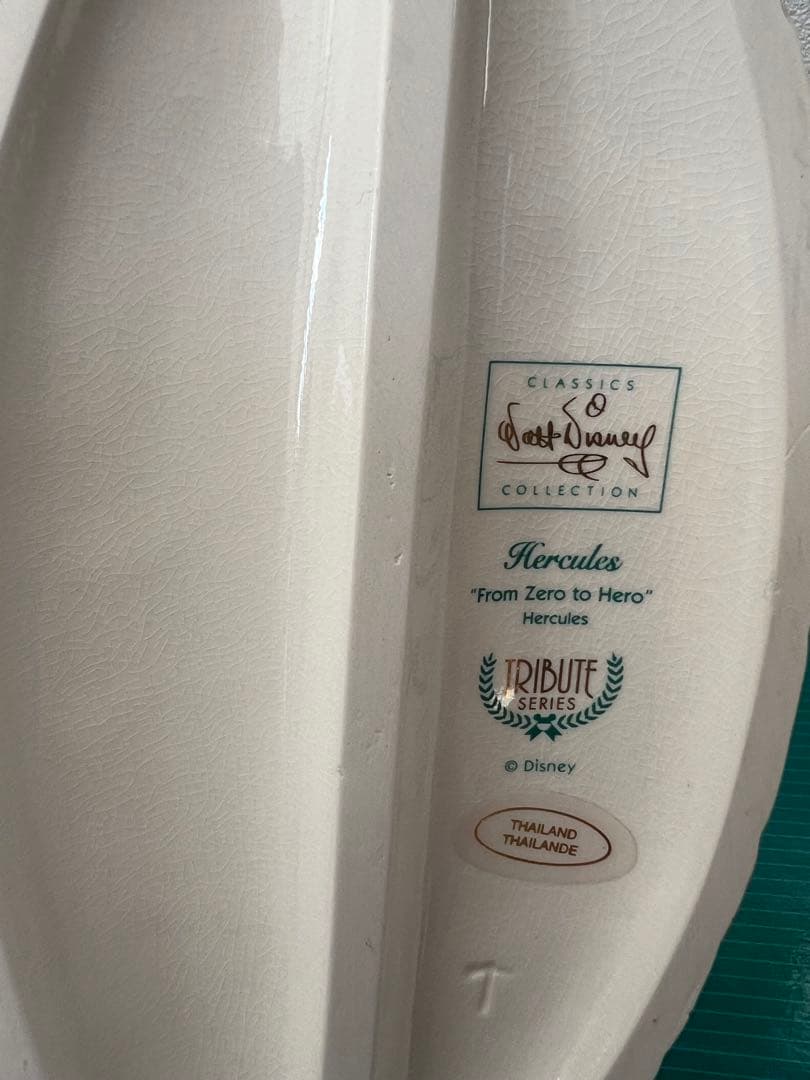 CLASSICS
Walt Disney
COLLECTION
Hercules
"From Zero to Hero"
Hercules
TRIBUTE
SERIES
© Disney
THAILAND
THAILANDE